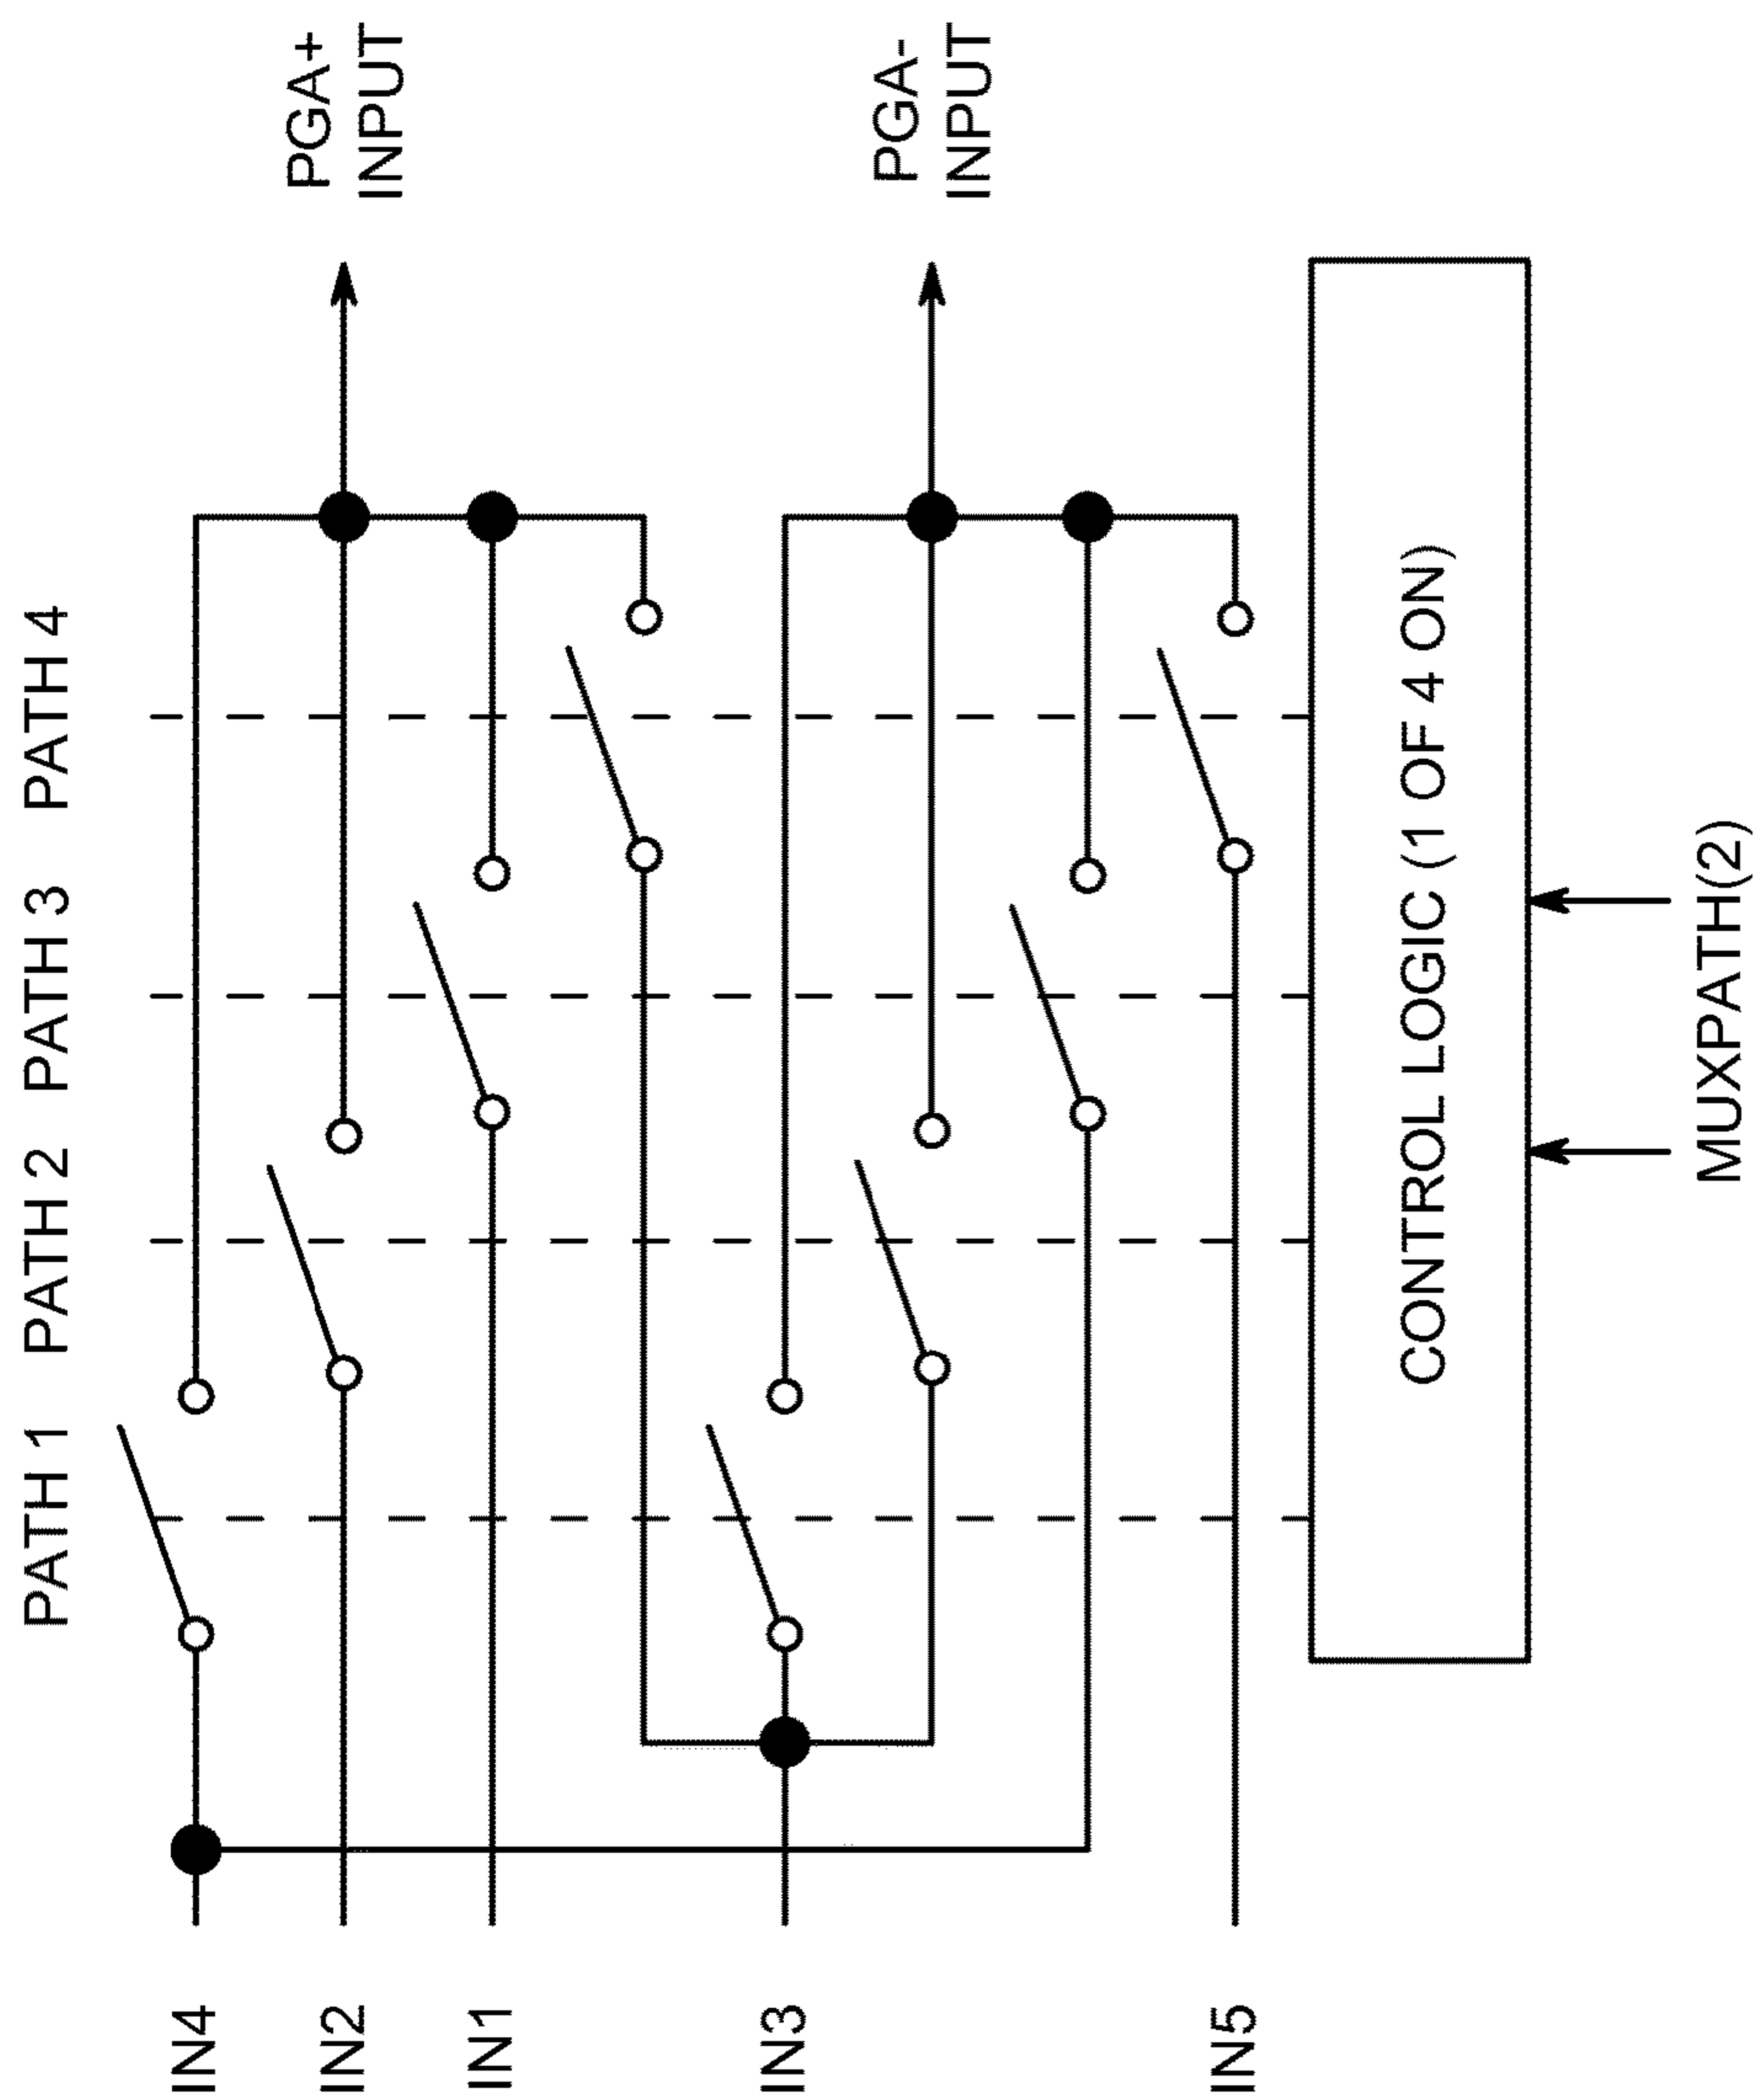 PATH 1 PATH 2 PATH 3 PATH 4
IN4
IN2
IN1
IN3
IN5
PGA+
INPUT
PGA-
INPUT
CONTROL LOGIC (1 OF 4 ON)
MUXPATH(2)